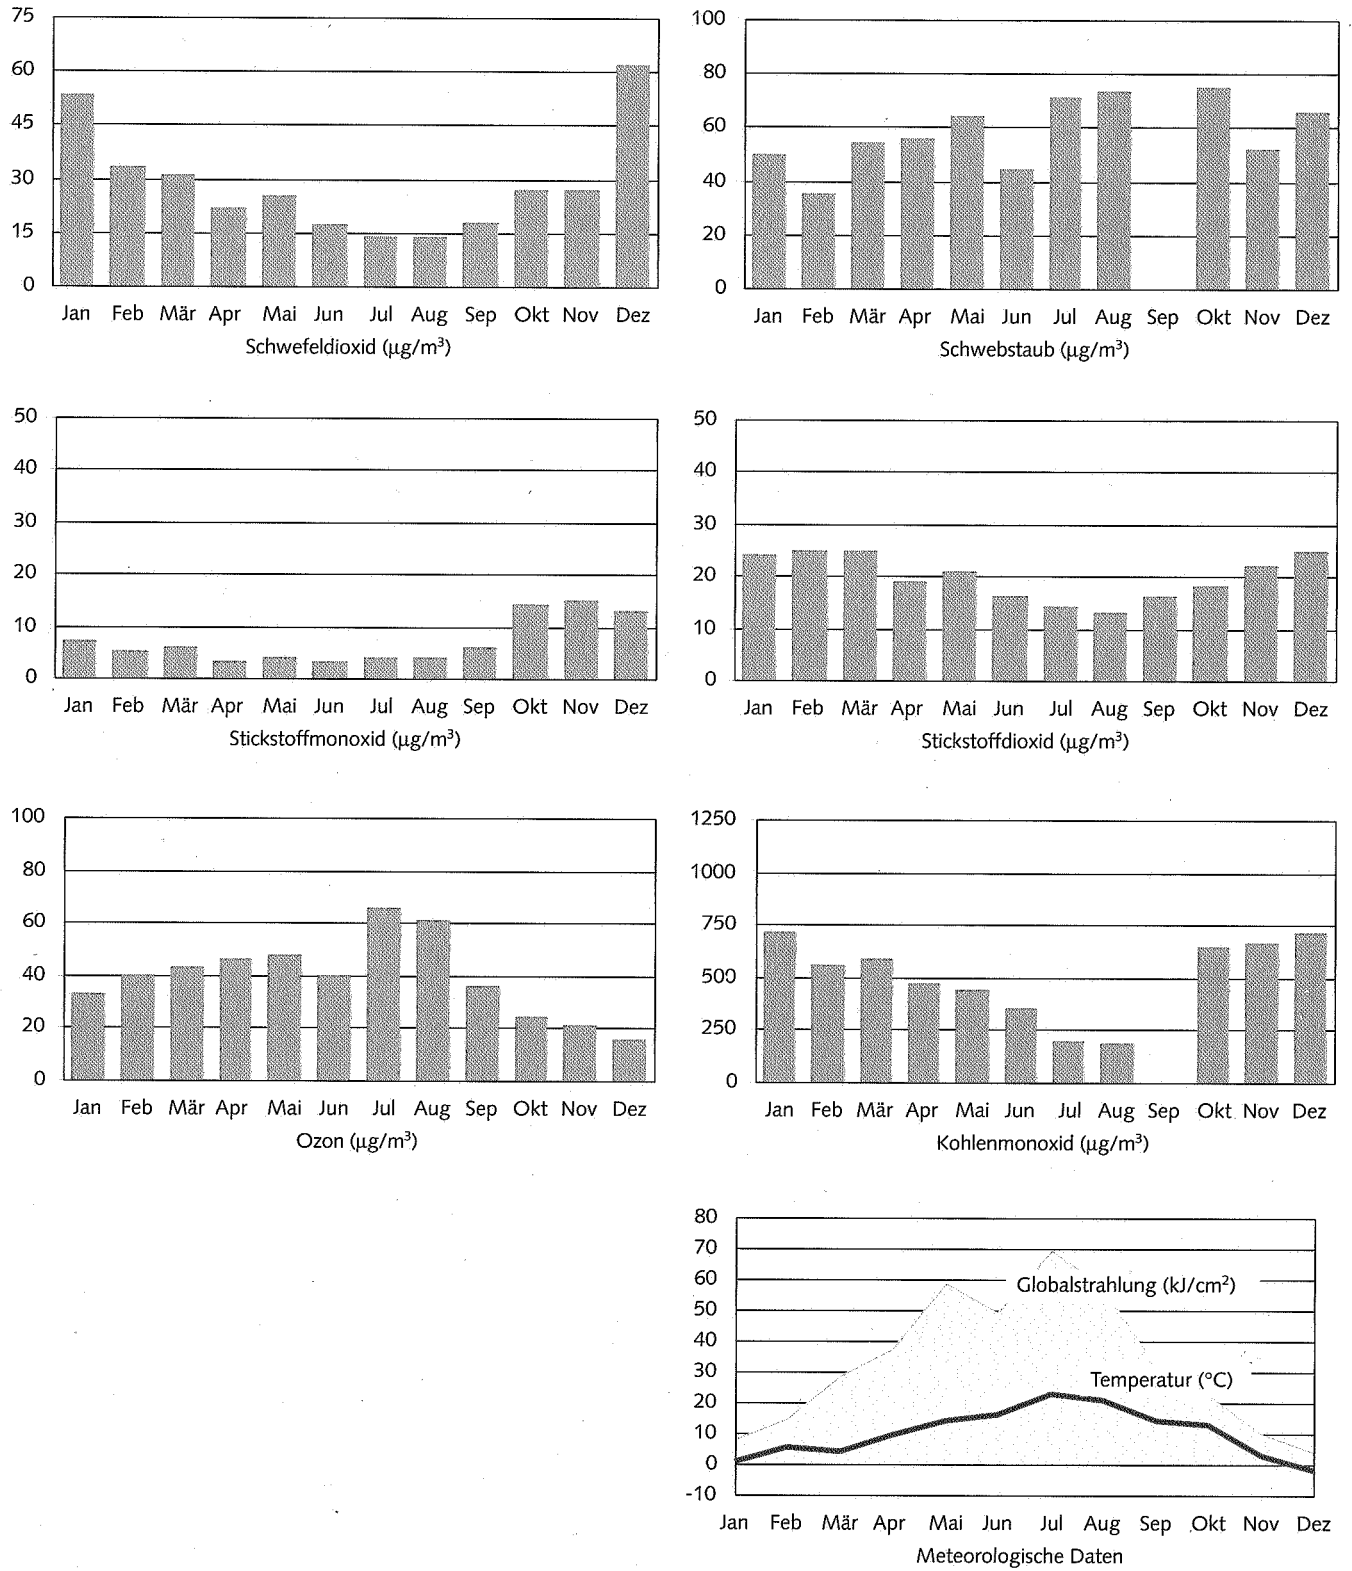 75
60
45
30
15
0
Jan Feb Mär Apr Mai Jun Jul Aug Sep Okt Nov Dez
Schwefeldioxid (µg/m³)
100
80
60
40
20
0
Jan Feb Mär Apr Mai Jun Jul Aug Sep Okt Nov Dez
Schwebstaub (µg/m³)
50
40
30
20
10
0
Jan Feb Mär Apr Mai Jun Jul Aug Sep Okt Nov Dez
Stickstoffmonoxid (µg/m³)
50
40
30
20
10
0
Jan Feb Mär Apr Mai Jun Jul Aug Sep Okt Nov Dez
Stickstoffdioxid (µg/m³)
100
80
60
40
20
0
Jan Feb Mär Apr Mai Jun Jul Aug Sep Okt Nov Dez
Ozon (µg/m³)
1250
1000
750
500
250
0
Jan Feb Mär Apr Mai Jun Jul Aug Sep Okt Nov Dez
Kohlenmonoxid (µg/m³)
80
70
60
50
40
30
20
10
0
-10
Globalstrahlung (kJ/cm²)
Temperatur (°C)
Jan Feb Mär Apr Mai Jun Jul Aug Sep Okt Nov Dez
Meteorologische Daten